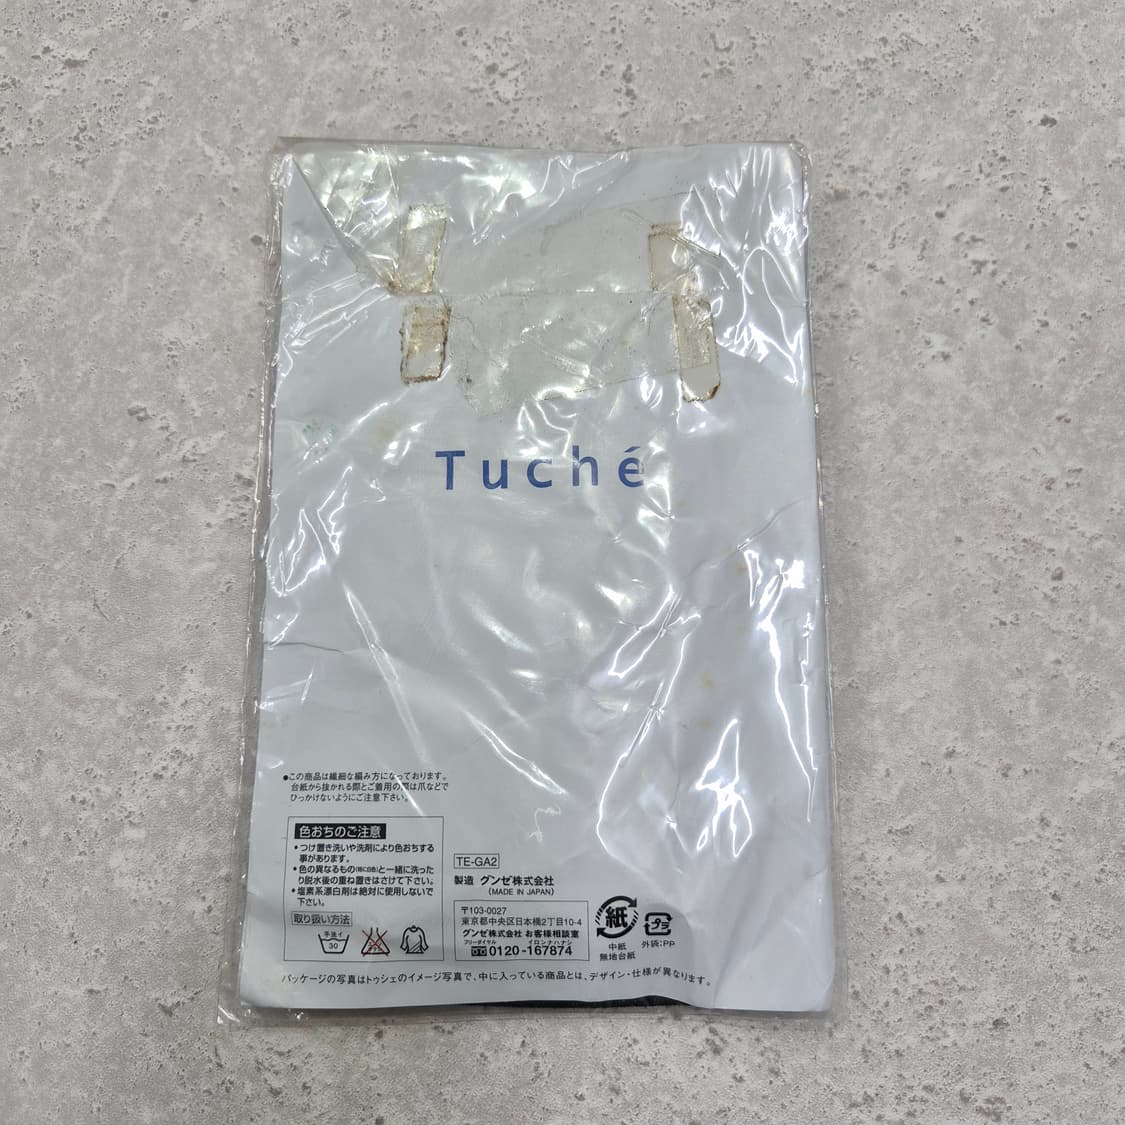 Tuché
●この商品は繊細な編み方になっております。
台紙から抜かれる際とご着用の際は爪などで
ひっかけないようにご注意下さい。
色おちのご注意
・つけ置き洗いや洗剤により色おちする
事があります。
・色の異なるもの(特に白色)と一緒に洗った
り脱水後の重ね置きはさけて下さい。
・塩素系漂白剤は絶対に使用しないで
下さい。
取り扱い方法
手洗イ
30
TE-GA2
製造 グンゼ株式会社
(MADE IN JAPAN)
〒103-0027
東京都中央区日本橋2丁目10-4
グンゼ株式会社 お客様相談室
フリーダイヤル イロンナハナシ
0120-167874
紙
中紙
無地台紙
プラ
外袋:PP
パッケージの写真はトゥシェのイメージ写真で、中に入っている商品とは、デザイン・仕様が異なります。